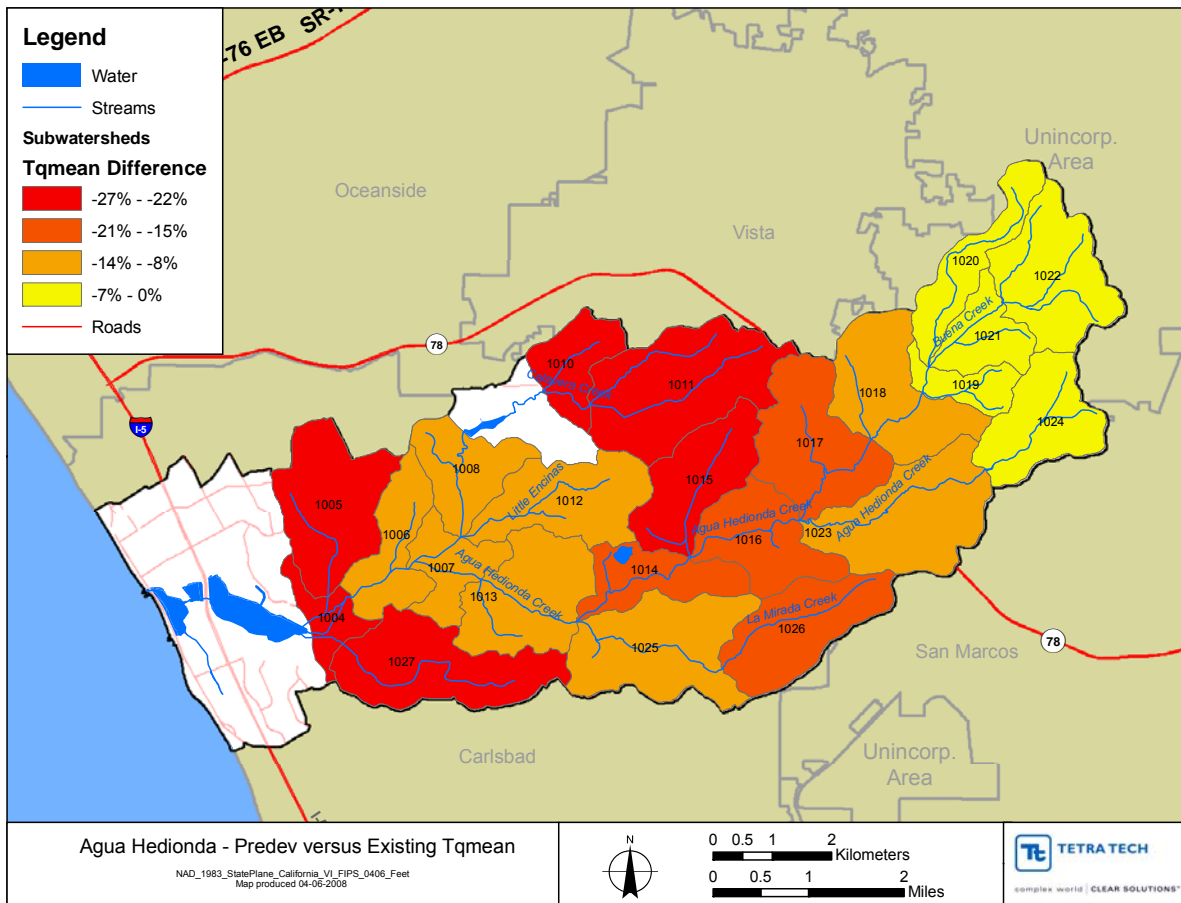 Legend
Water
Streams
Subwatersheds
Tqmean Difference
-27% - -22%
-21% - -15%
-14% - -8%
-7% - 0%
Roads
-76 EB SR-
Unincorp.
Area
Oceanside
Vista
78
I-5
1020
1022
Buena Creek
1021
1019
1024
1010
1011
1018
1017
1015
1008
Little Encinas
1012
1005
1006
Agua Hedionda Creek
1016
1023
Agua Hedionda Creek
1007
Agua Hedionda Creek
1013
1014
1004
La Mirada Creek
1026
1025
1027
78
San Marcos
Carlsbad
Unincorp.
Area
Agua Hedionda - Predev versus Existing Tqmean
NAD_1983_StatePlane_California_VI_FIPS_0406_Feet
Map produced 04-06-2008
N
0 0.5 1 2
Kilometers
0 0.5 1 2
Miles
Tt TETRA TECH
complex world | CLEAR SOLUTIONS™